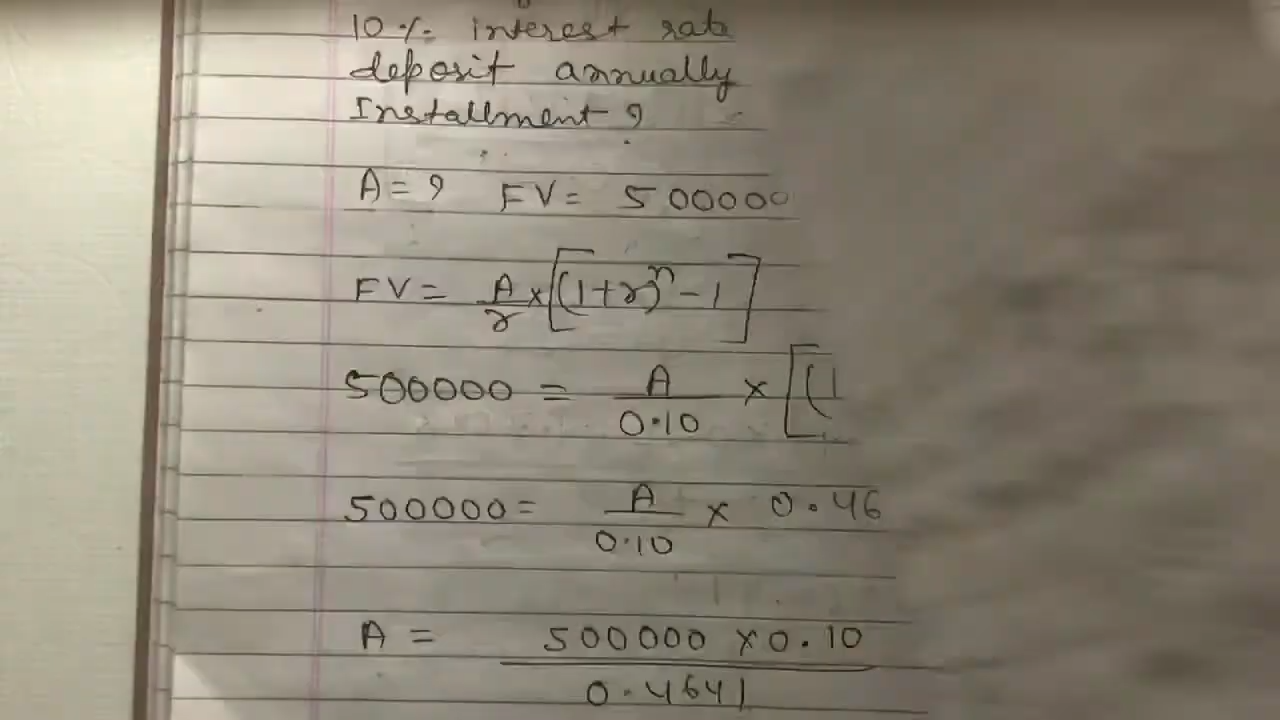 10 % interest rate
deposit annually
Installment ?
A = ? FV = 500000
FV = A/r × [(1+r)^n - 1]
500000 = A/0.10 × [(1
500000 = A/0.10 × 0.46
A = 500000 × 0.10 / 0.4641